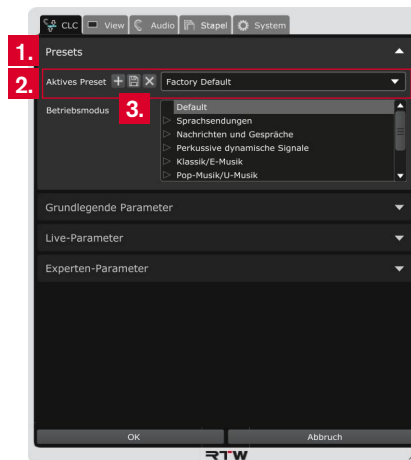 CLC View Audio Stapel System
1. Presets
2. Aktives Preset Factory Default
Betriebsmodus 3. Default
Sprachsendungen
Nachrichten und Gespräche
Perkussive dynamische Signale
Klassik/E-Musik
Pop-Musik/U-Musik
Grundlegende Parameter
Live-Parameter
Experten-Parameter
OK Abbruch
RTW